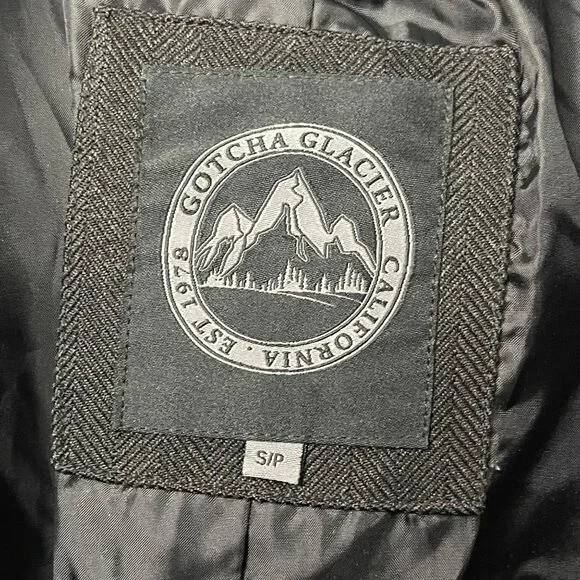 GOTCHA GLACIER
CALIFORNIA . EST 1978
S/P